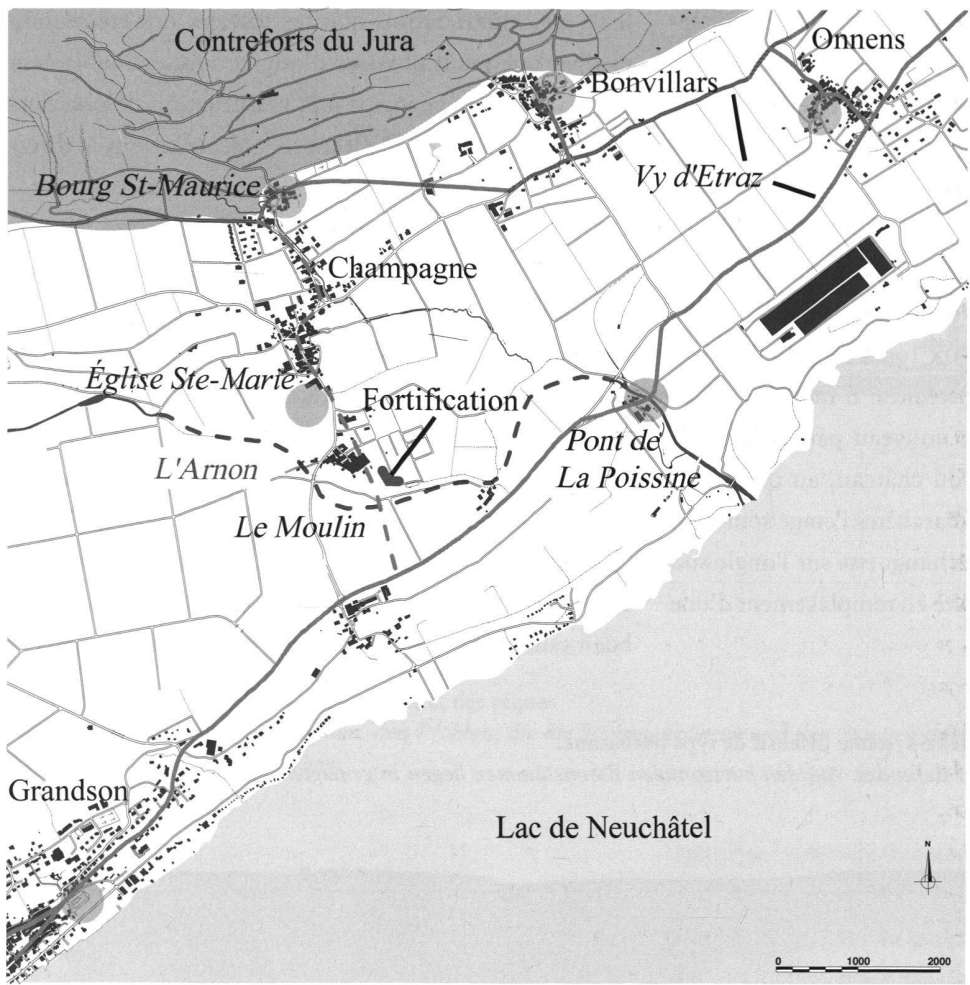 Contreforts du Jura
Onnens
Bonvillars
Bourg St-Maurice
Vy d'Etraz
Champagne
Église Ste-Marie
Fortification
L'Arnon
Pont de
La Poissine
Le Moulin
Grandson
Lac de Neuchâtel
N
0 1000 2000